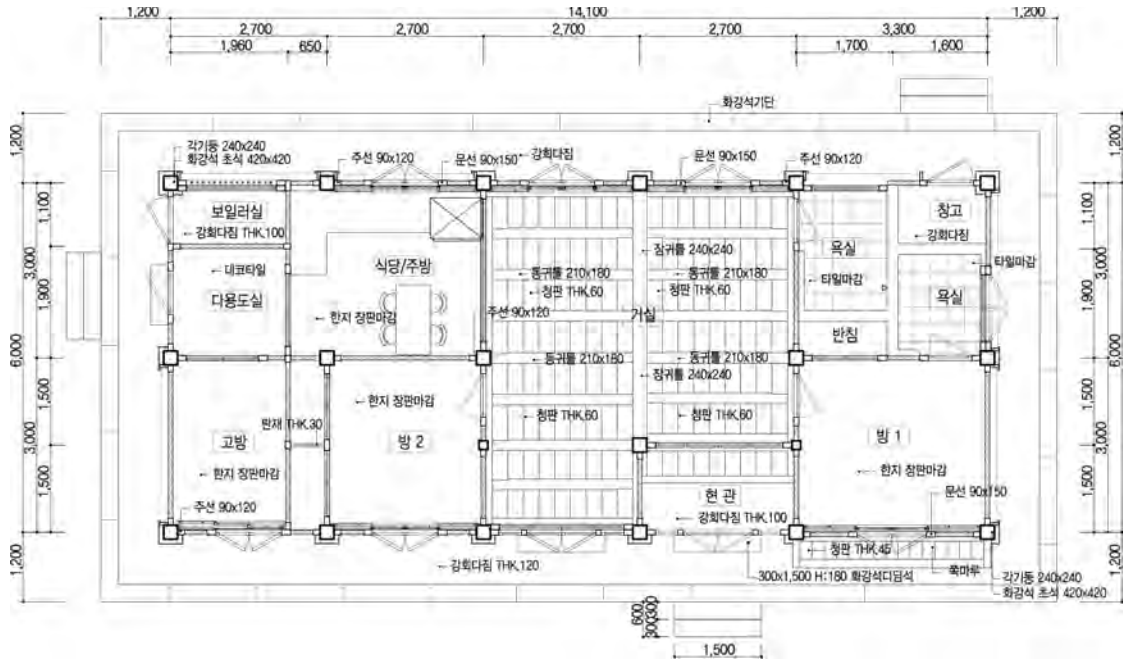 1,200 14,100 1,200
2,700 2,700 2,700 2,700 3,300
1,960 650 1,700 1,600
화강석기단
1,200
1,200
각기둥 240x240
화강석 초석 420x420
주선 90x120
문선 90x150
강회다짐
문선 90x150
주선 90x120
1,100
3,000
1,900
6,000
1,500
3,000
1,500
1,200
보일러실
강회다짐 THK.100
데코타일
다용도실
식당/주방
한지 장판마감
주선 90x120
장귀틀 240x240
동귀틀 210x180
동귀틀 210x180
청판 THK.60
청판 THK.60
거실
욕실
타일마감
반침
창고
강회다짐
타일마감
욕실
1,100
3,000
1,900
6,000
1,500
3,000
1,500
1,200
동귀틀 210x180
동귀틀 210x180
장귀틀 240x240
한지 장판마감
청판 THK.60
청판 THK.60
판재 THK.30
고방
방 2
방 1
한지 장판마감
한지 장판마감
주선 90x120
현 관
강회다짐 THK.100
문선 90x150
청판 THK.45
쪽마루
강회다짐 THK.120
300x1,500 H:180 화강석디딤석
각기둥 240x240
화강석 초석 420x420
600
300 300
1,500